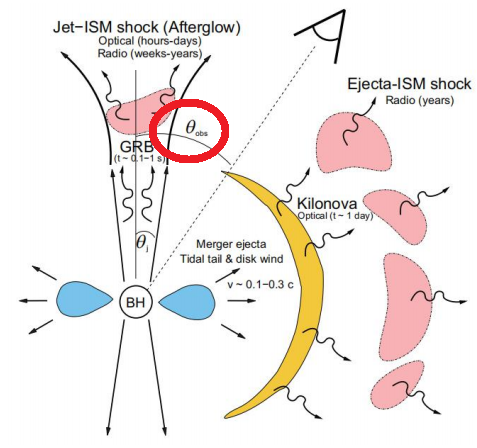 Jet-ISM shock (Afterglow)
Optical (hours-days)
Radio (weeks-years)
Ejecta-ISM shock
Radio (years)
θobs
GRB
(t ~ 0.1-1 s)
Kilonova
Optical (t ~ 1 day)
θj
Merger ejecta
Tidal tail & disk wind
v ~ 0.1-0.3 c
BH